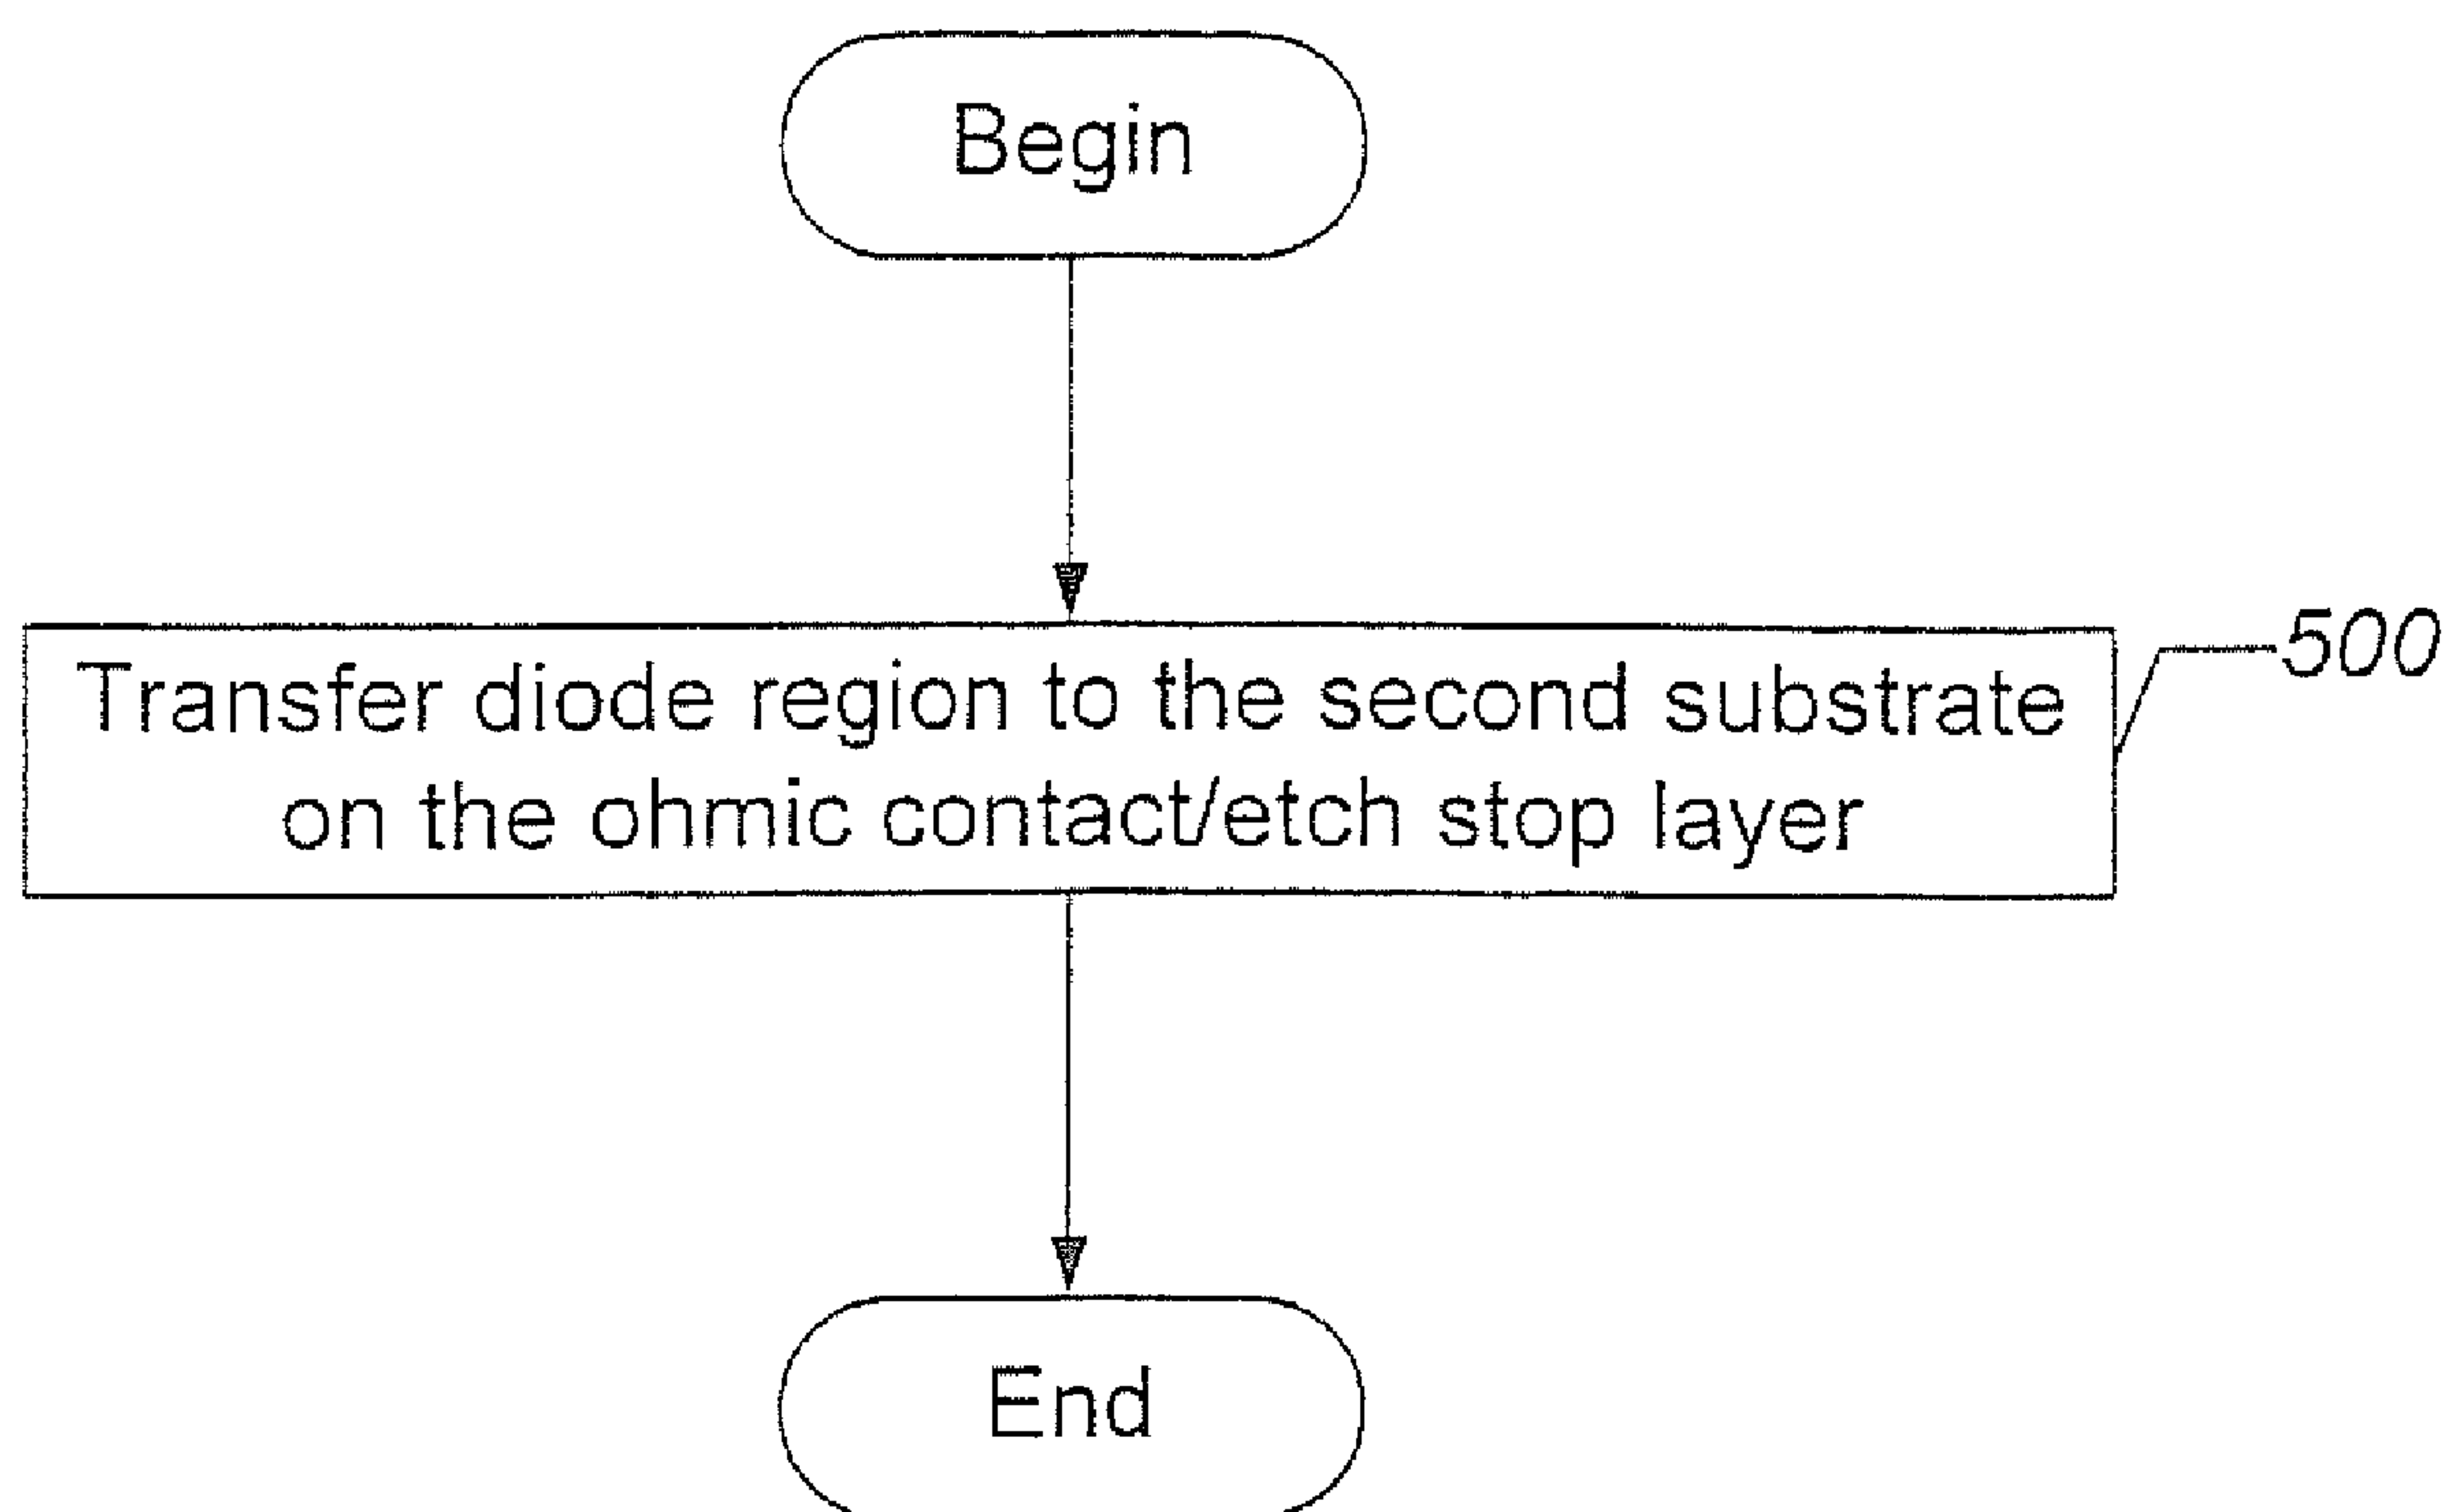 Begin
Transfer diode region to the second substrate
on the ohmic contact/etch stop layer
500
End